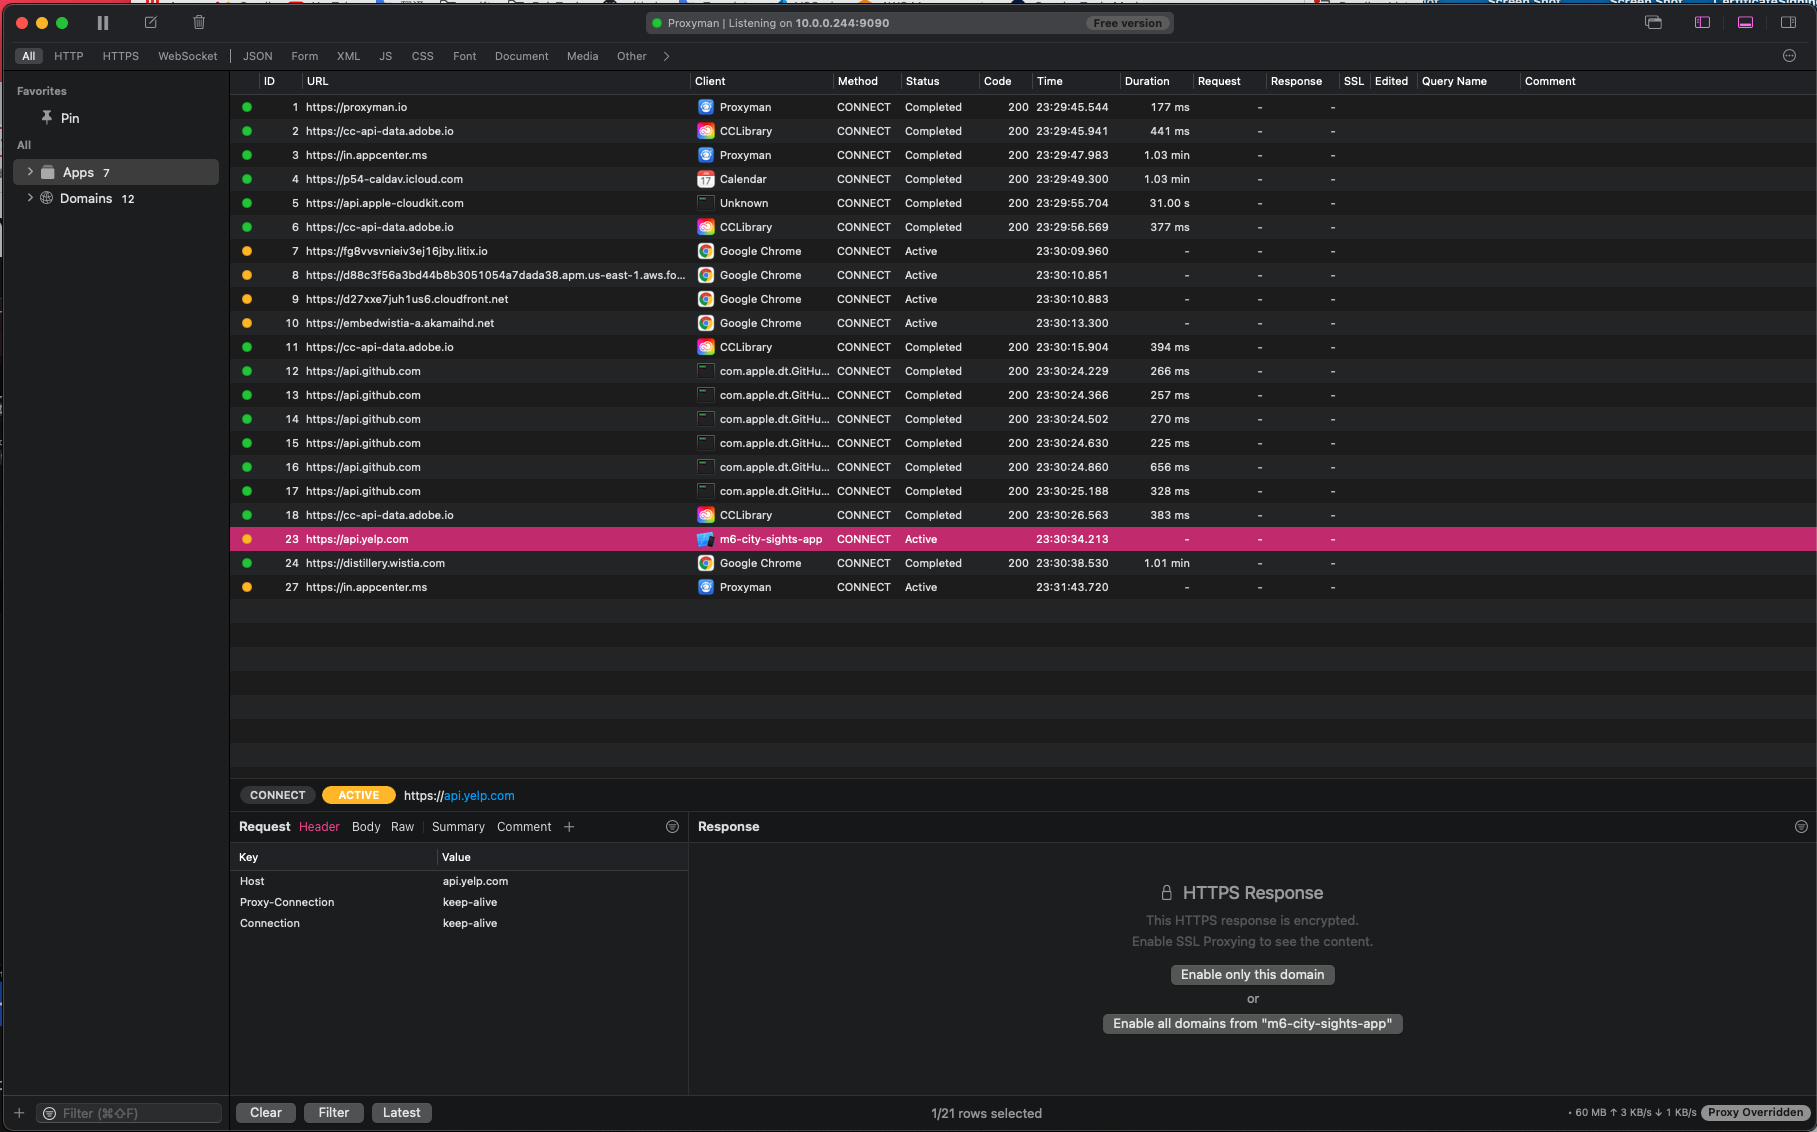 Proxyman | Listening on 10.0.0.244:9090 Free version
All HTTP HTTPS WebSocket JSON Form XML JS CSS Font Document Media Other
Favorites
Pin
All
Apps 7
Domains 12
ID URL Client Method Status Code Time Duration Request Response SSL Edited Query Name Comment
1 https://proxyman.io Proxyman CONNECT Completed 200 23:29:45.544 177 ms - -
2 https://cc-api-data.adobe.io CCLibrary CONNECT Completed 200 23:29:45.941 441 ms - -
3 https://in.appcenter.ms Proxyman CONNECT Completed 200 23:29:47.983 1.03 min - -
4 https://p54-caldav.icloud.com 17 Calendar CONNECT Completed 200 23:29:49.300 1.03 min - -
5 https://api.apple-cloudkit.com Unknown CONNECT Completed 200 23:29:55.704 31.00 s - -
6 https://cc-api-data.adobe.io CCLibrary CONNECT Completed 200 23:29:56.569 377 ms - -
7 https://fg8vvsvnieiv3ej16jby.litix.io Google Chrome CONNECT Active 23:30:09.960 - - -
8 https://d88c3f56a3bd44b8b3051054a7dada38.apm.us-east-1.aws.fo... Google Chrome CONNECT Active 23:30:10.851 - - -
9 https://d27xxe7juh1us6.cloudfront.net Google Chrome CONNECT Active 23:30:10.883 - - -
10 https://embedwistia-a.akamaihd.net Google Chrome CONNECT Active 23:30:13.300 - - -
11 https://cc-api-data.adobe.io CCLibrary CONNECT Completed 200 23:30:15.904 394 ms - -
12 https://api.github.com com.apple.dt.GitHu... CONNECT Completed 200 23:30:24.229 266 ms - -
13 https://api.github.com com.apple.dt.GitHu... CONNECT Completed 200 23:30:24.366 257 ms - -
14 https://api.github.com com.apple.dt.GitHu... CONNECT Completed 200 23:30:24.502 270 ms - -
15 https://api.github.com com.apple.dt.GitHu... CONNECT Completed 200 23:30:24.630 225 ms - -
16 https://api.github.com com.apple.dt.GitHu... CONNECT Completed 200 23:30:24.860 656 ms - -
17 https://api.github.com com.apple.dt.GitHu... CONNECT Completed 200 23:30:25.188 328 ms - -
18 https://cc-api-data.adobe.io CCLibrary CONNECT Completed 200 23:30:26.563 383 ms - -
23 https://api.yelp.com m6-city-sights-app CONNECT Active 23:30:34.213 - - -
24 https://distillery.wistia.com Google Chrome CONNECT Completed 200 23:30:38.530 1.01 min - -
27 https://in.appcenter.ms Proxyman CONNECT Active 23:31:43.720 - - -
CONNECT ACTIVE https://api.yelp.com
Request Header Body Raw Summary Comment +
Key Value
Host api.yelp.com
Proxy-Connection keep-alive
Connection keep-alive
Response
HTTPS Response
This HTTPS response is encrypted.
Enable SSL Proxying to see the content.
Enable only this domain
or
Enable all domains from "m6-city-sights-app"
+ Filter (⌘⇧F) Clear Filter Latest 1/21 rows selected • 60 MB ↑ 3 KB/s ↓ 1 KB/s Proxy Overridden